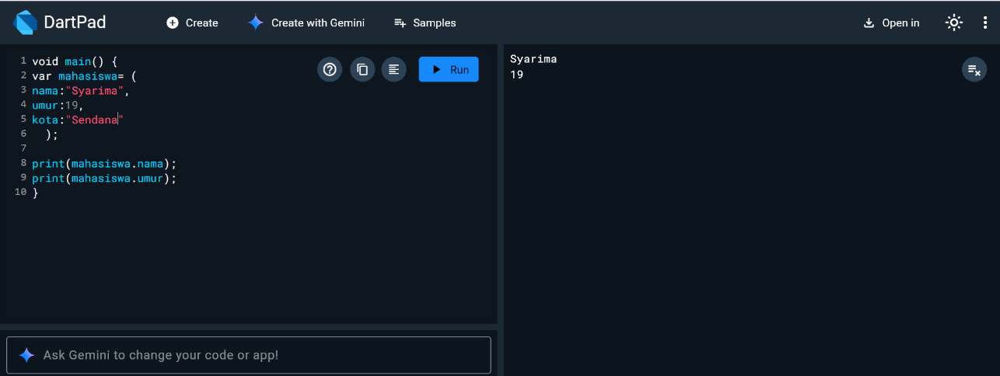 DartPad
Create
Create with Gemini
Samples
Open in
1 void main() {
2 var mahasiswa= (
3 nama:"Syarima",
4 umur:19,
5 kota:"Sendana"
6   );
7
8 print(mahasiswa.nama);
9 print(mahasiswa.umur);
10 }
Run
Ask Gemini to change your code or app!
Syarima
19